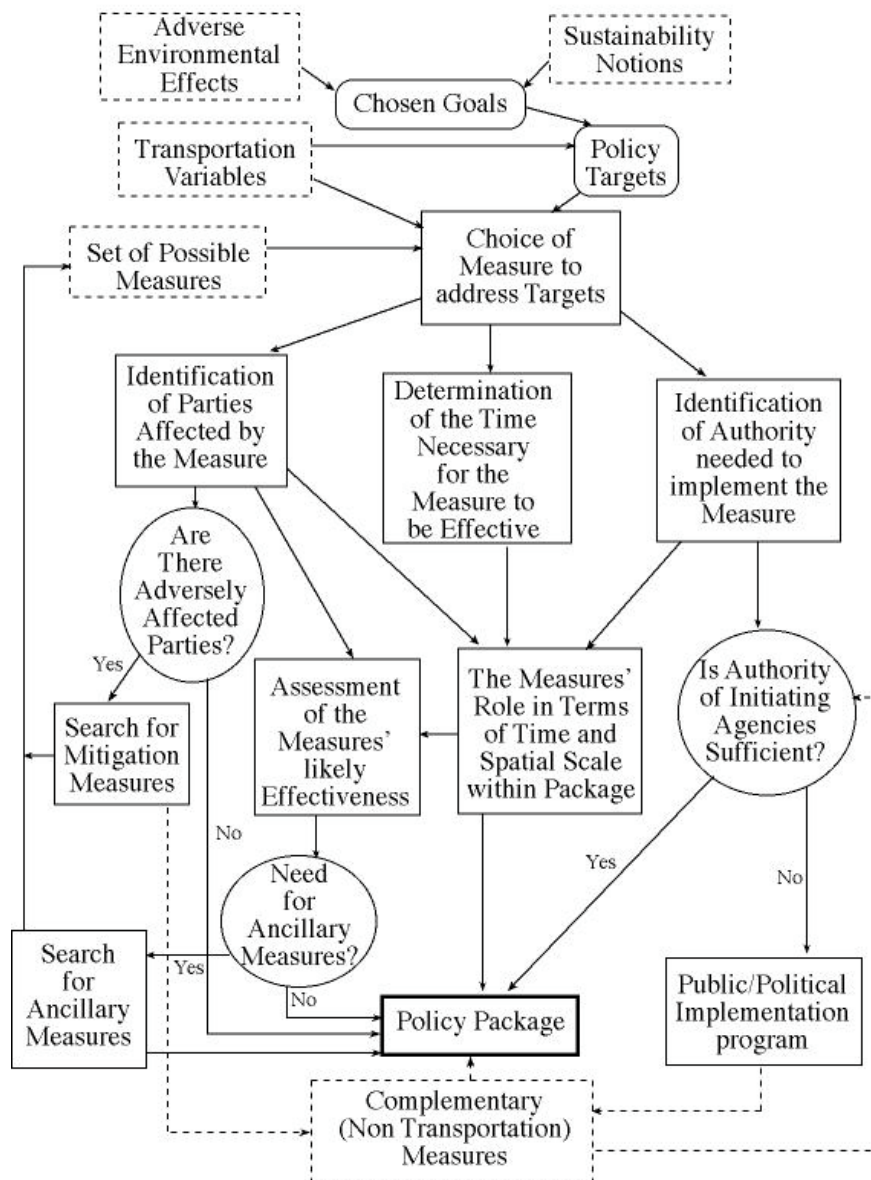 Adverse
Environmental
Effects
Sustainability
Notions
Chosen Goals
Transportation
Variables
Policy
Targets
Set of Possible
Measures
Choice of
Measure to
address Targets
Identification
of Parties
Affected by
the Measure
Determination
of the Time
Necessary
for the
Measure to
be Effective
Identification
of Authority
needed to
implement the
Measure
Are
There
Adversely
Affected
Parties?
Yes
Search for
Mitigation
Measures
Assessment
of the
Measures'
likely
Effectiveness
The Measures'
Role in Terms
of Time and
Spatial Scale
within Package
Is Authority
of Initiating
Agencies
Sufficient?
No
Yes
No
Need
for
Ancillary
Measures?
Yes
No
Search
for
Ancillary
Measures
Policy Package
Public/Political
Implementation
program
Complementary
(Non Transportation)
Measures